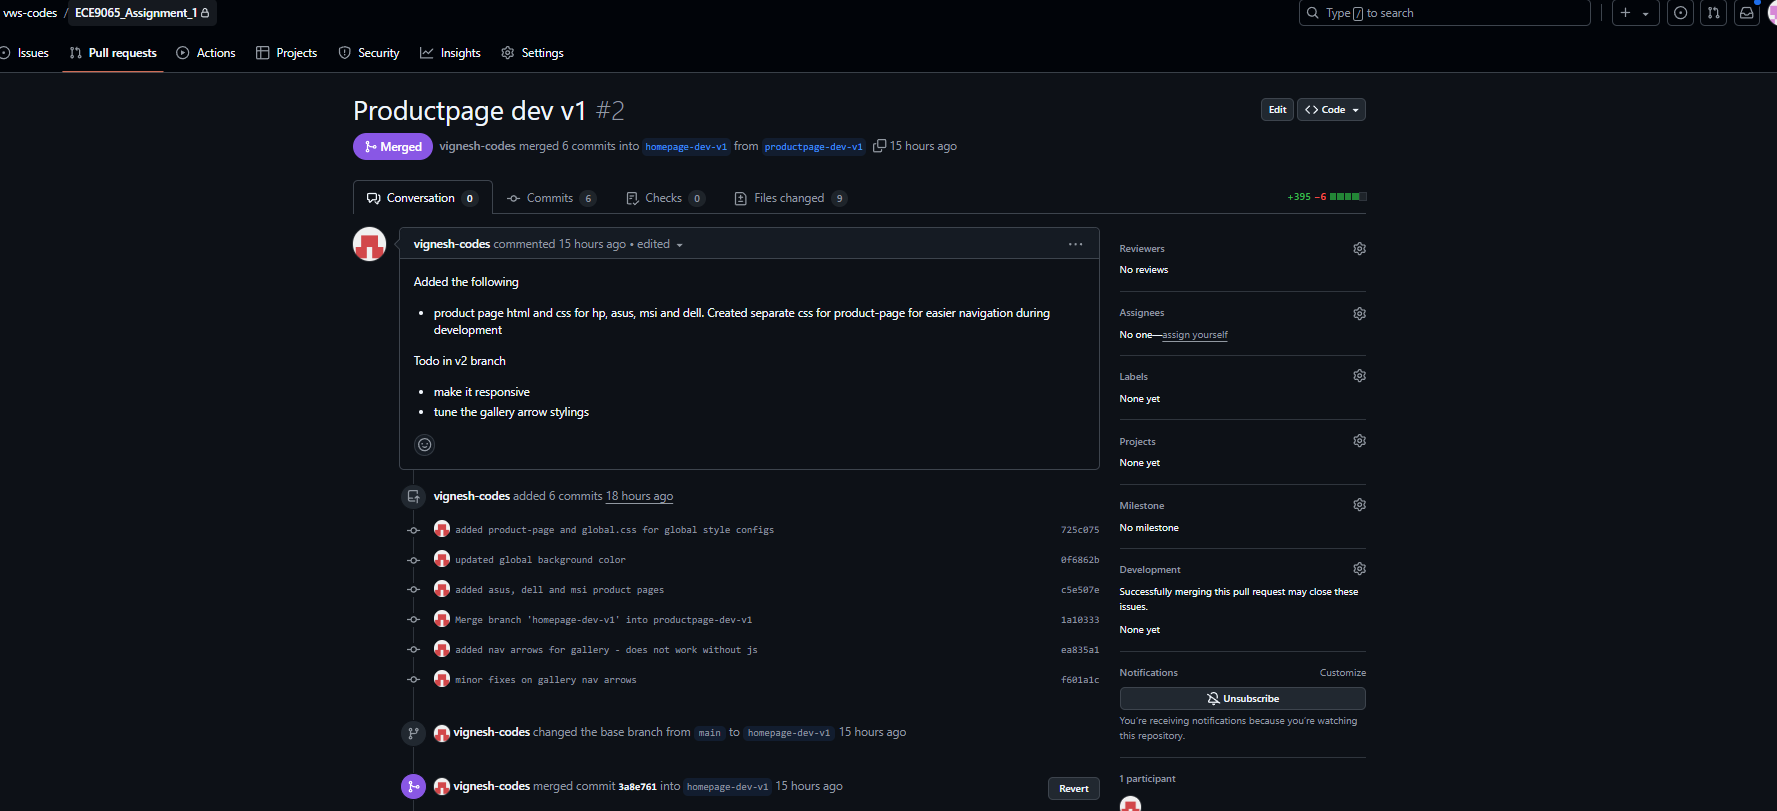 vws-codes / ECE9065_Assignment_1
Type / to search
Issues
Pull requests
Actions
Projects
Security
Insights
Settings
Productpage dev v1 #2
Edit
Code
Merged
vignesh-codes merged 6 commits into homepage-dev-v1 from productpage-dev-v1 15 hours ago
Conversation 0
Commits 6
Checks 0
Files changed 9
+395 −6
vignesh-codes commented 15 hours ago • edited
Added the following
• product page html and css for hp, asus, msi and dell. Created separate css for product-page for easier navigation during
development
Todo in v2 branch
• make it responsive
• tune the gallery arrow stylings
vignesh-codes added 6 commits 18 hours ago
added product-page and global.css for global style configs 725c075
updated global background color 0f6862b
added asus, dell and msi product pages c5e507e
Merge branch 'homepage-dev-v1' into productpage-dev-v1 1a10333
added nav arrows for gallery - does not work without js ea835a1
minor fixes on gallery nav arrows f601a1c
vignesh-codes changed the base branch from main to homepage-dev-v1 15 hours ago
vignesh-codes merged commit 3a8e761 into homepage-dev-v1 15 hours ago
Revert
Reviewers
No reviews
Assignees
No one—assign yourself
Labels
None yet
Projects
None yet
Milestone
No milestone
Development
Successfully merging this pull request may close these
issues.
None yet
Notifications
Customize
Unsubscribe
You're receiving notifications because you're watching
this repository.
1 participant